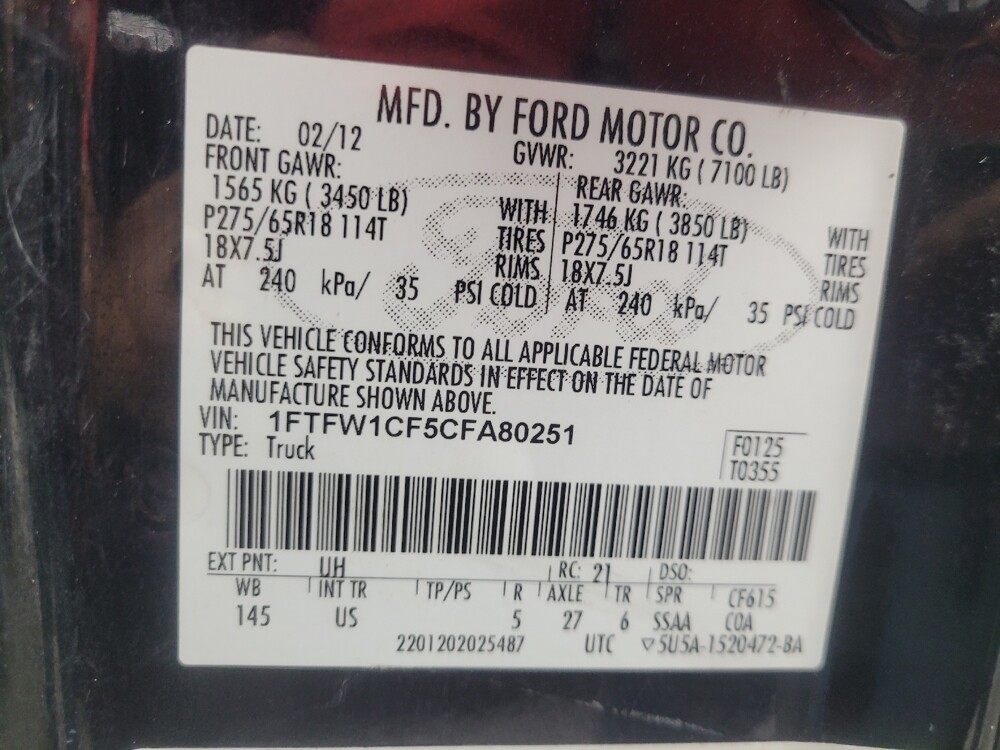 MFD. BY FORD MOTOR CO.
DATE: 02/12 GVWR: 3221 KG ( 7100 LB)
FRONT GAWR: REAR GAWR:
1565 KG ( 3450 LB) WITH 1746 KG ( 3850 LB) WITH
P275/65R18 114T TIRES P275/65R18 114T TIRES
18X7.5J RIMS 18X7.5J RIMS
AT 240 kPa/ 35 PSI COLD AT 240 kPa/ 35 PSI COLD
THIS VEHICLE CONFORMS TO ALL APPLICABLE FEDERAL MOTOR
VEHICLE SAFETY STANDARDS IN EFFECT ON THE DATE OF
MANUFACTURE SHOWN ABOVE.
VIN: 1FTFW1CF5CFA80251
TYPE: Truck
F0125
T0355
EXT PNT: UH RC: 21 DSO:
WB INT TR TP/PS R AXLE TR SPR CF615
145 US 5 27 6 SSAA COA
2201202025487 UTC ▽5U5A-1520472-BA